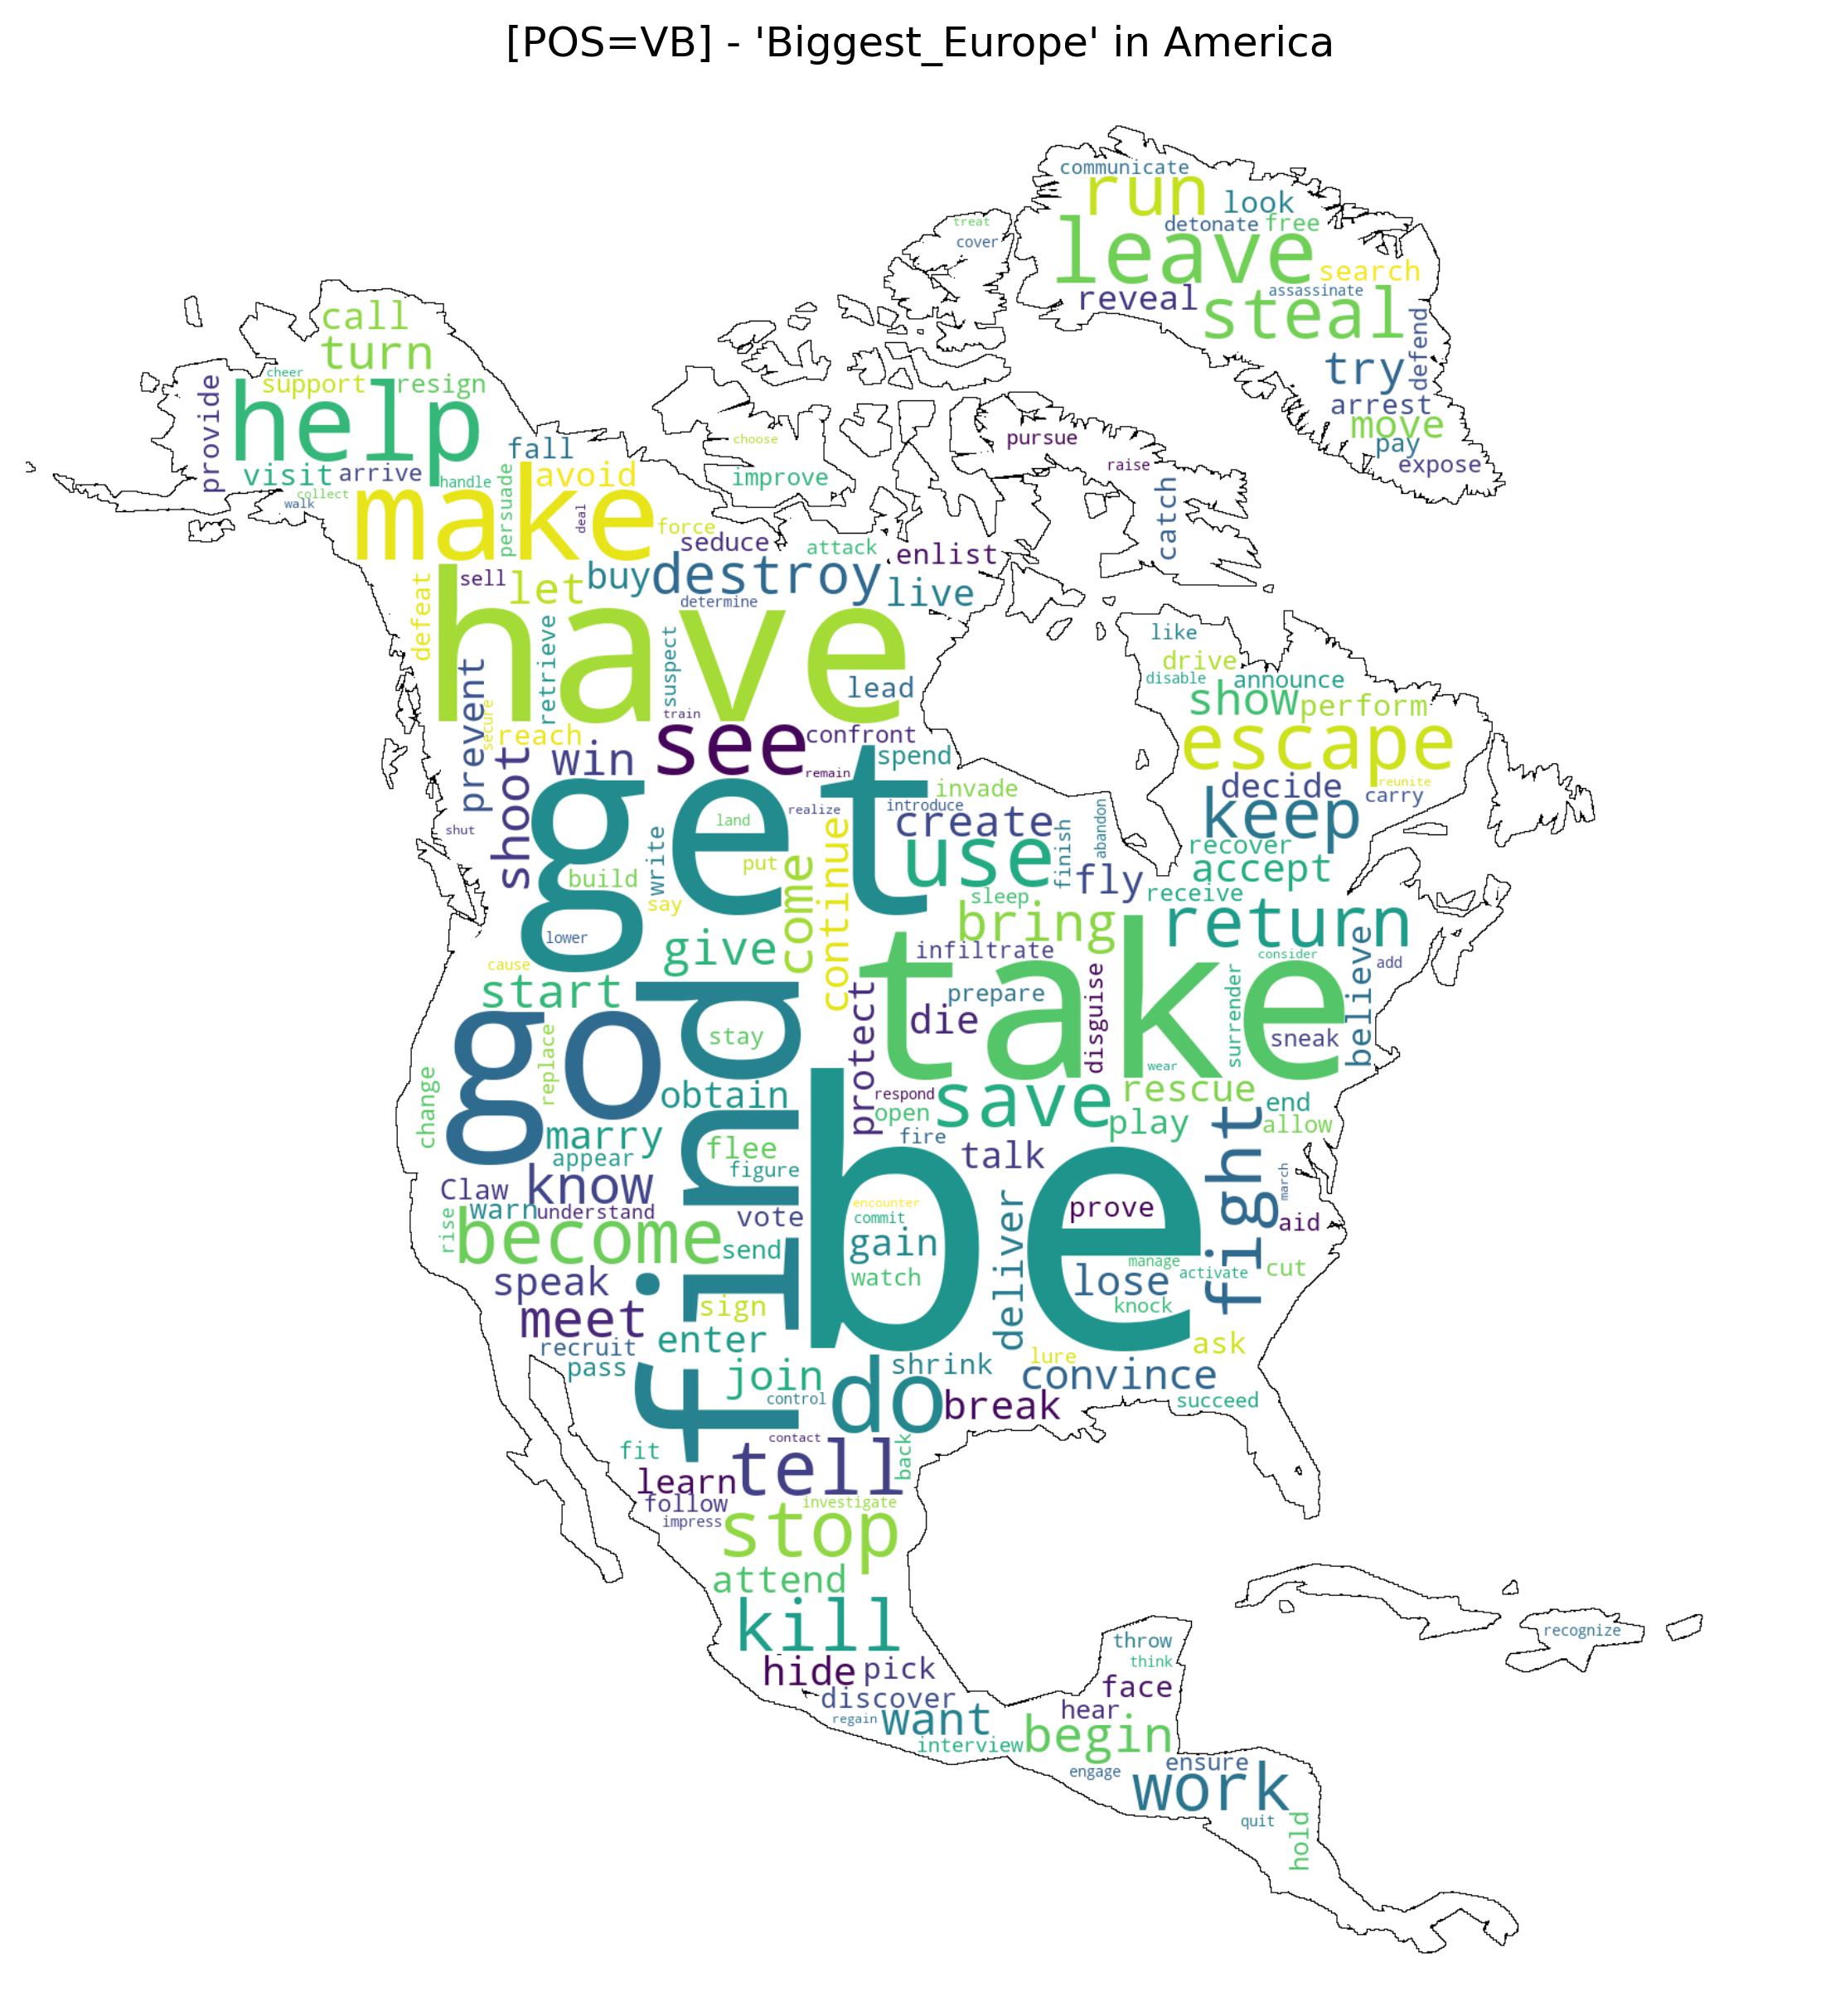 [POS=VB] - 'Biggest_Europe' in America
communicate
run
look
treat
detonate
free
cover
leave
search
assassinate
reveal
steal
call
turn
defend
try
cheer
support
resign
provide
help
arrest
move
pay
expose
fall
choose
pursue
visit
arrive
handle
avoid
improve
raise
collect
walk
make
persuade
deal
force
catch
seduce
attack
enlist
sell
let
buy
destroy
live
defeat
determine
have
retrieve
suspect
like
drive
lead
disable
announce
prevent
secure
train
show
perform
reach
see
confront
escape
shoot
win
spend
remain
reunite
invade
decide
carry
get
introduce
realize
create
keep
land
shut
continue
abandon
write
put
use
finish
recover
accept
build
come
fly
receive
say
sleep
bring
return
lower
give
infiltrate
consider
believe
add
cause
start
take
prepare
disguise
surrender
find
go
protect
die
sneak
stay
replace
wear
change
obtain
respond
save
rescue
open
play
end
allow
marry
fire
flee
talk
fight
appear
figure
Claw
know
be
march
encounter
prove
rise
warn
understand
vote
commit
aid
become
send
gain
deliver
manage
speak
watch
lose
activate
cut
meet
sign
knock
enter
ask
recruit
pass
join
shrink
lure
convince
control
do
break
succeed
contact
fit
tell
back
learn
follow
investigate
impress
stop
attend
kill
throw
recognize
think
hide
pick
face
discover
hear
regain
want
begin
interview
ensure
engage
work
quit
hold